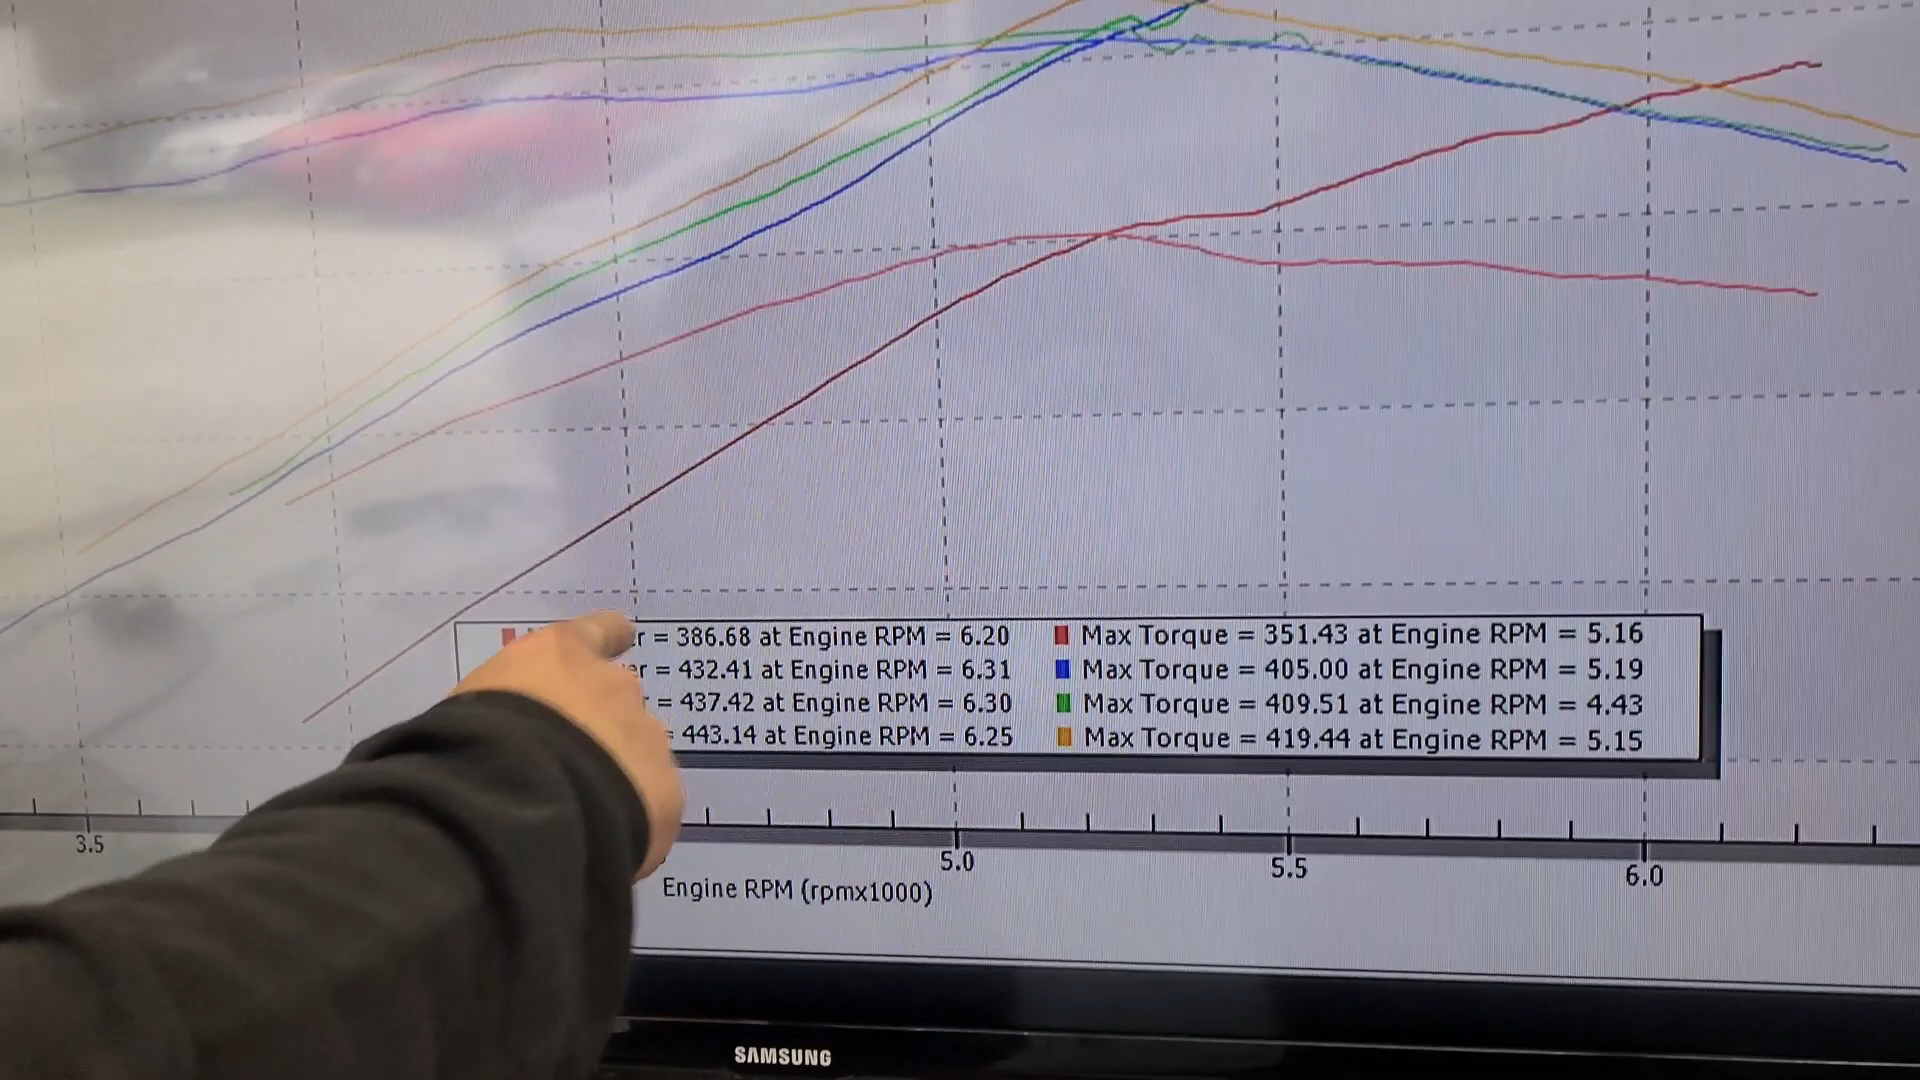 = 386.68 at Engine RPM = 6.20 Max Torque = 351.43 at Engine RPM = 5.16
= 432.41 at Engine RPM = 6.31 Max Torque = 405.00 at Engine RPM = 5.19
= 437.42 at Engine RPM = 6.30 Max Torque = 409.51 at Engine RPM = 4.43
= 443.14 at Engine RPM = 6.25 Max Torque = 419.44 at Engine RPM = 5.15
3.5 5.0 5.5 6.0
Engine RPM (rpmx1000)
SAMSUNG